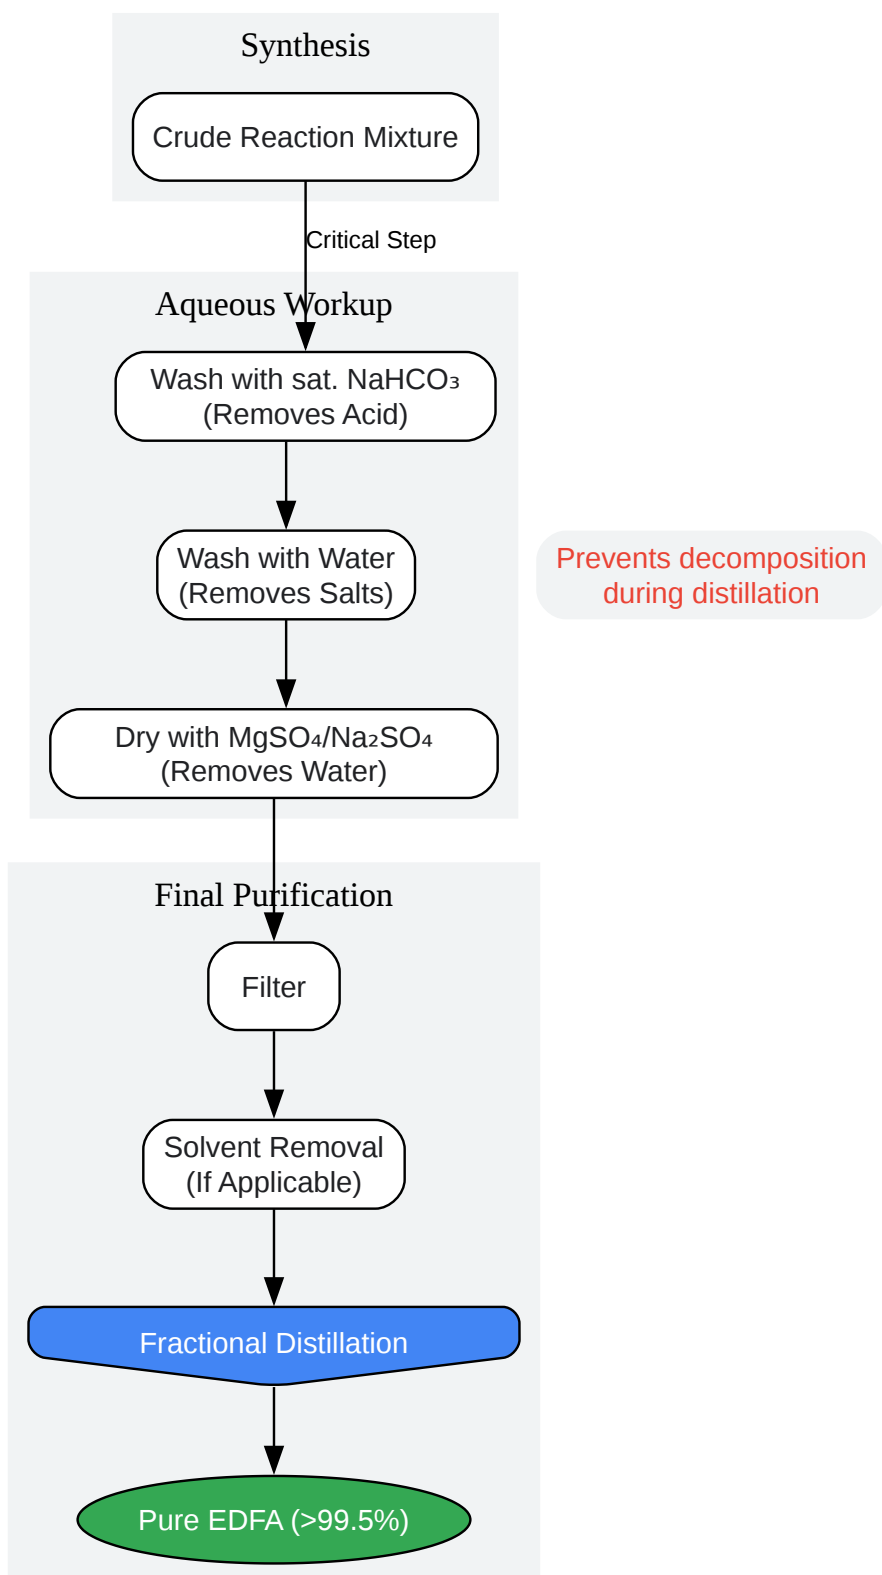 Synthesis
Crude Reaction Mixture
Critical Step
Aqueous Workup
Wash with sat. NaHCO₃
(Removes Acid)
Wash with Water
(Removes Salts)
Prevents decomposition
during distillation
Dry with MgSO₄/Na₂SO₄
(Removes Water)
Final Purification
Filter
Solvent Removal
(If Applicable)
Fractional Distillation
Pure EDFA (>99.5%)